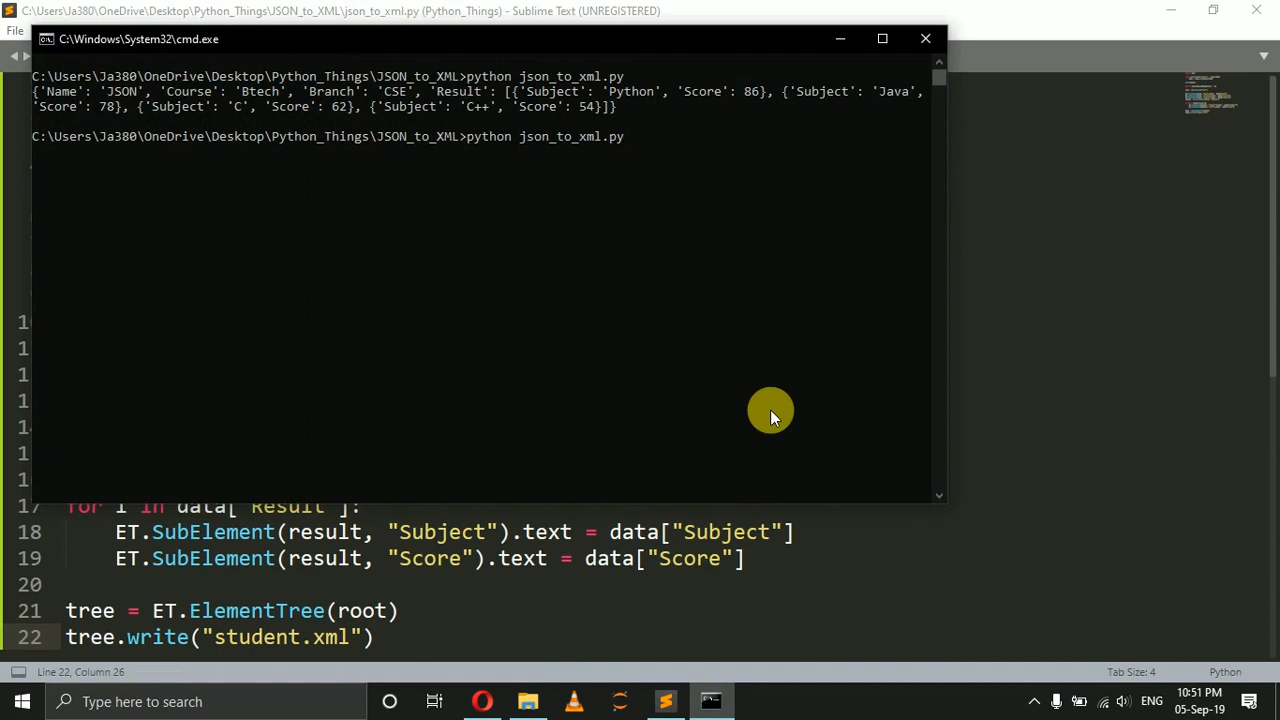 C:\Users\Ja380\OneDrive\Desktop\Python_Things\JSON_to_XML\json_to_xml.py (Python_Things) - Sublime Text (UNREGISTERED)
File
C:\Windows\System32\cmd.exe
C:\Users\Ja380\OneDrive\Desktop\Python_Things\JSON_to_XML>python json_to_xml.py
{'Name': 'JSON', 'Course': 'Btech', 'Branch': 'CSE', 'Result': [{'Subject': 'Python', 'Score': 86}, {'Subject': 'Java',
'Score': 78}, {'Subject': 'C', 'Score': 62}, {'Subject': 'C++', 'Score': 54}]}
C:\Users\Ja380\OneDrive\Desktop\Python_Things\JSON_to_XML>python json_to_xml.py
17 for i in data["Result"]:
18 ET.SubElement(result, "Subject").text = data["Subject"]
19 ET.SubElement(result, "Score").text = data["Score"]
20
21 tree = ET.ElementTree(root)
22 tree.write("student.xml")
Line 22, Column 26
Tab Size: 4
Python
Type here to search
ENG
10:51 PM
05-Sep-19